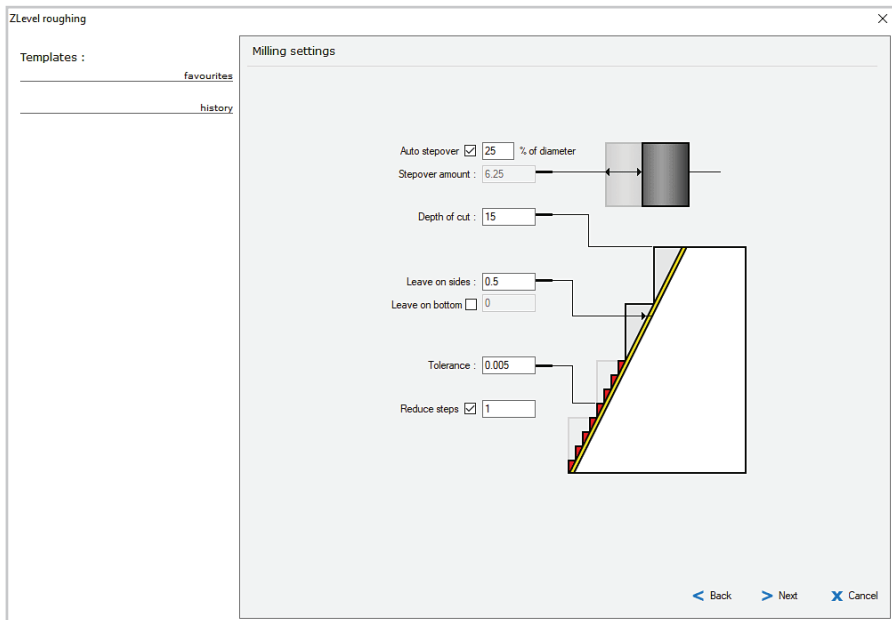 ZLevel roughing
Templates :
favourites
history
Milling settings
Auto stepover 25 % of diameter
Stepover amount : 6.25
Depth of cut : 15
Leave on sides : 0.5
Leave on bottom 0
Tolerance : 0.005
Reduce steps 1
< Back > Next X Cancel